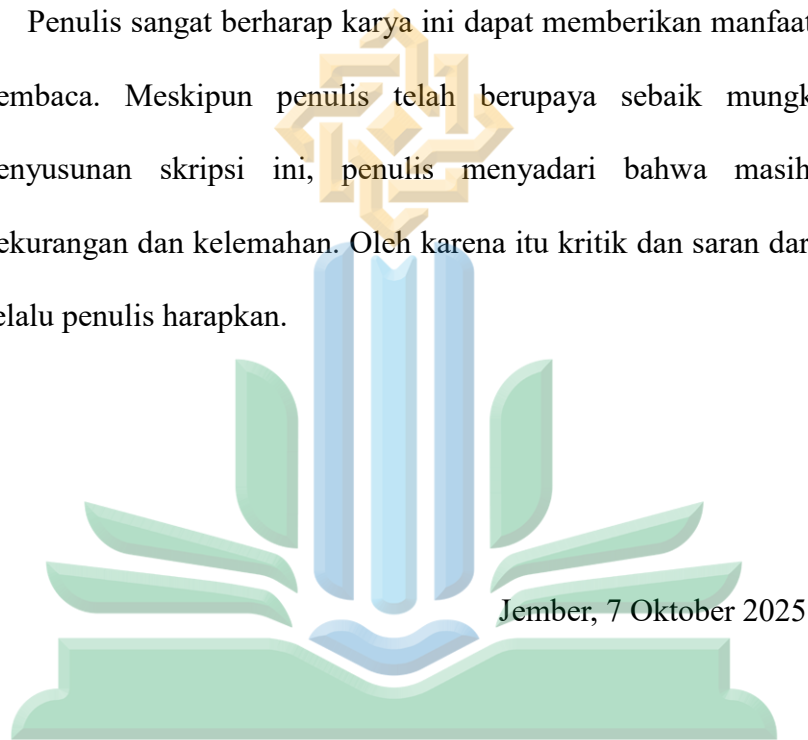 Penulis sangat berharap karya ini dapat memberikan manfaat
embaca. Meskipun penulis telah berupaya sebaik mungk
enyusunan skripsi ini, penulis menyadari bahwa masih
ekurangan dan kelemahan. Oleh karena itu kritik dan saran dar
elalu penulis harapkan.
Jember, 7 Oktober 2025